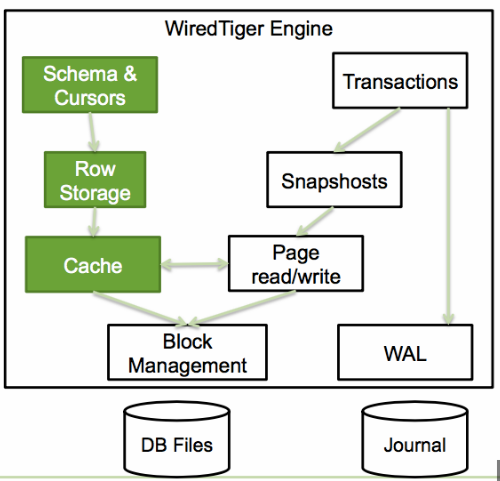 WiredTiger Engine
Schema &
Cursors
Transactions
Row
Storage
Snapshosts
Cache
Page
read/write
Block
Management
WAL
DB Files
Journal